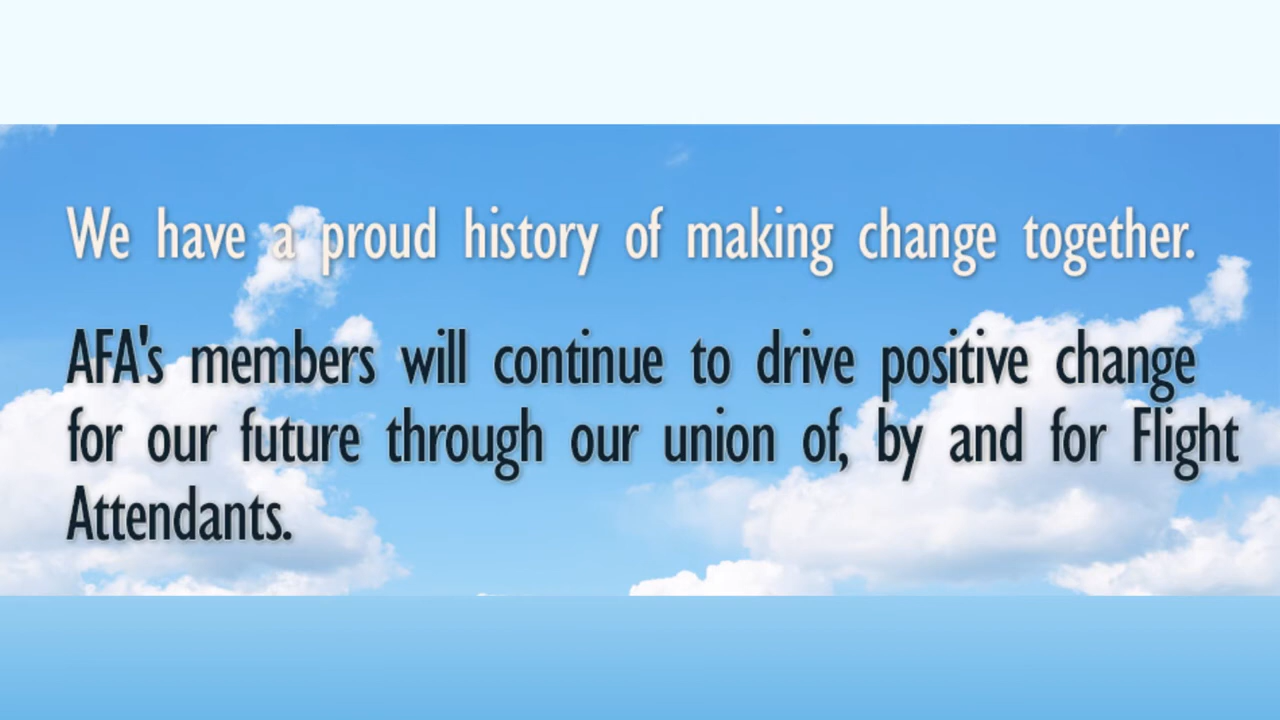 We have a proud history of making change together.
AFA's members will continue to drive positive change
for our future through our union of, by and for Flight
Attendants.